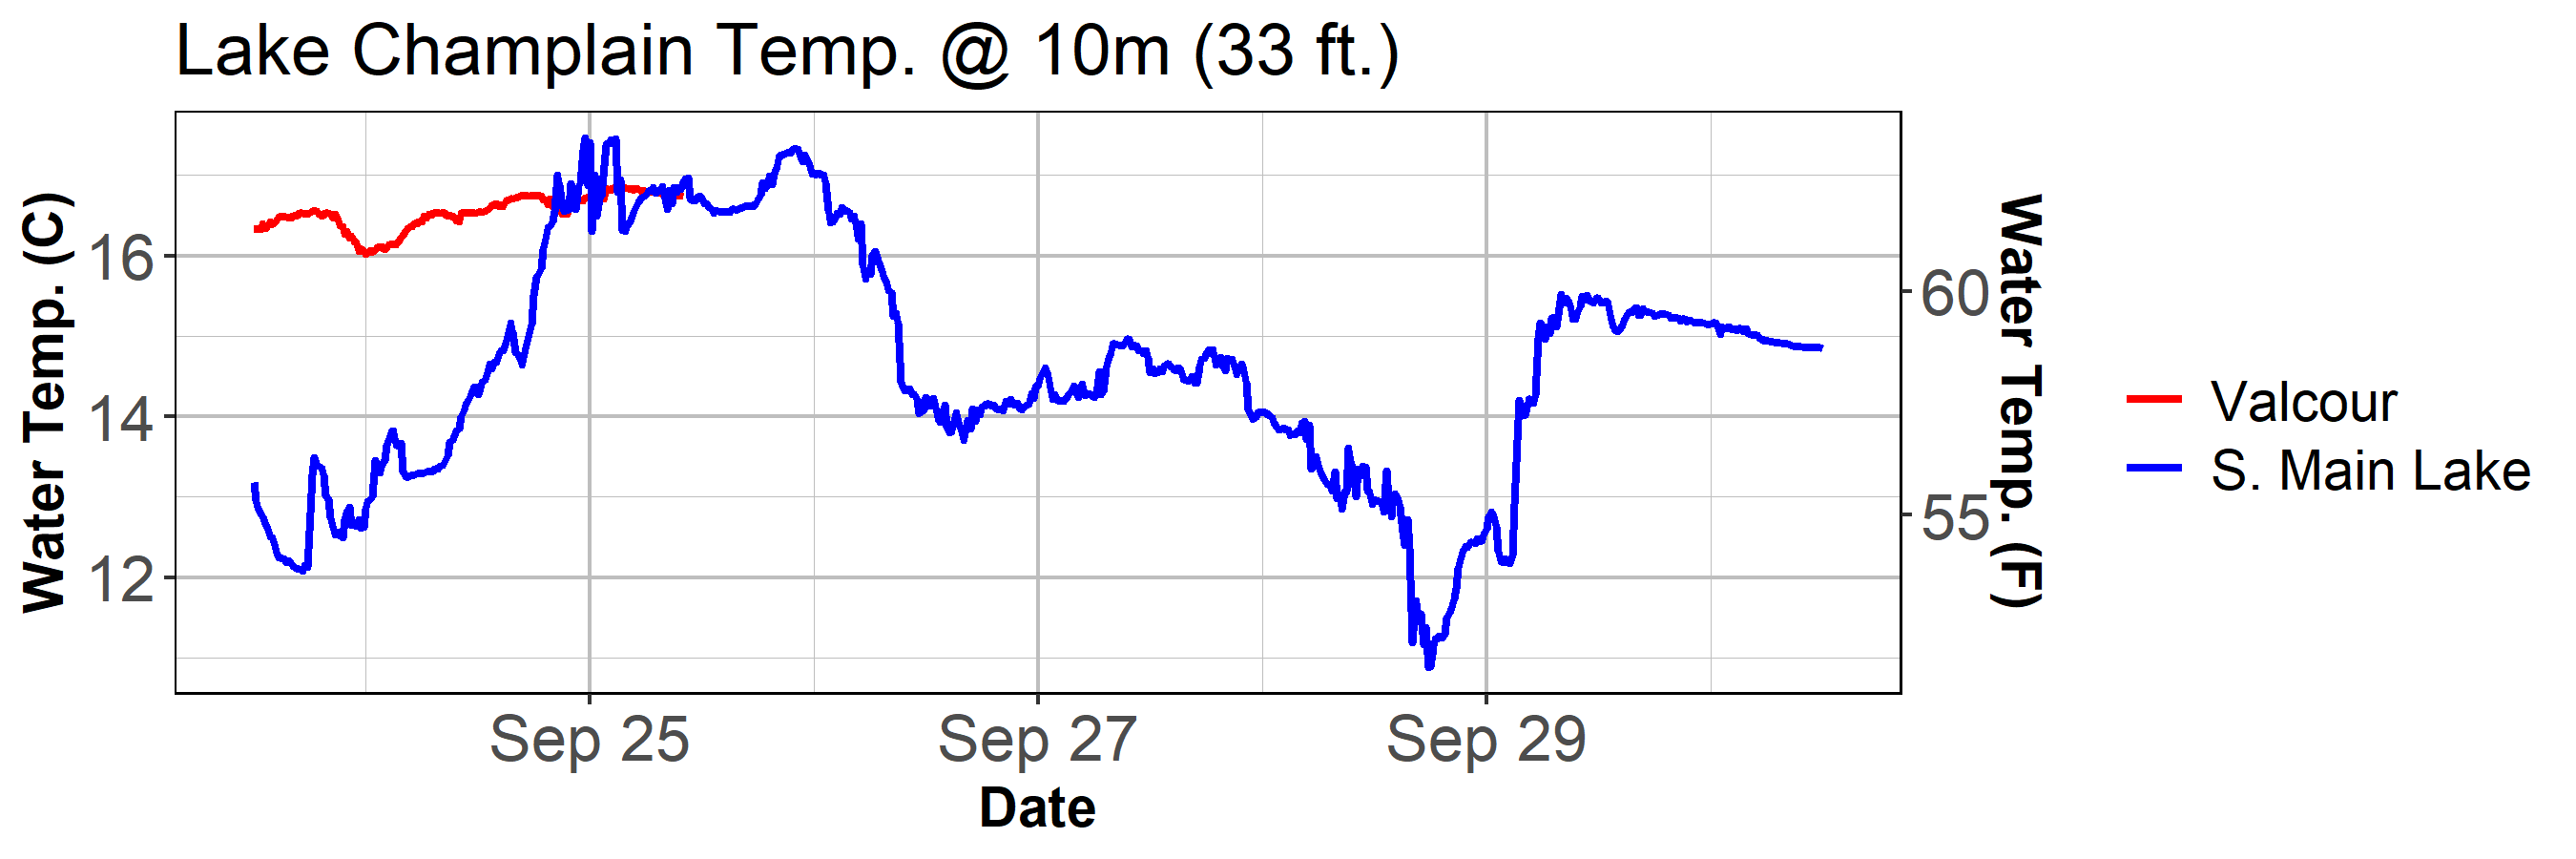 Lake Champlain Temp. @ 10m (33 ft.)
Water Temp. (C)
16
14
12
60
55
Water Temp. (F)
Sep 25
Sep 27
Sep 29
Date
Valcour
S. Main Lake